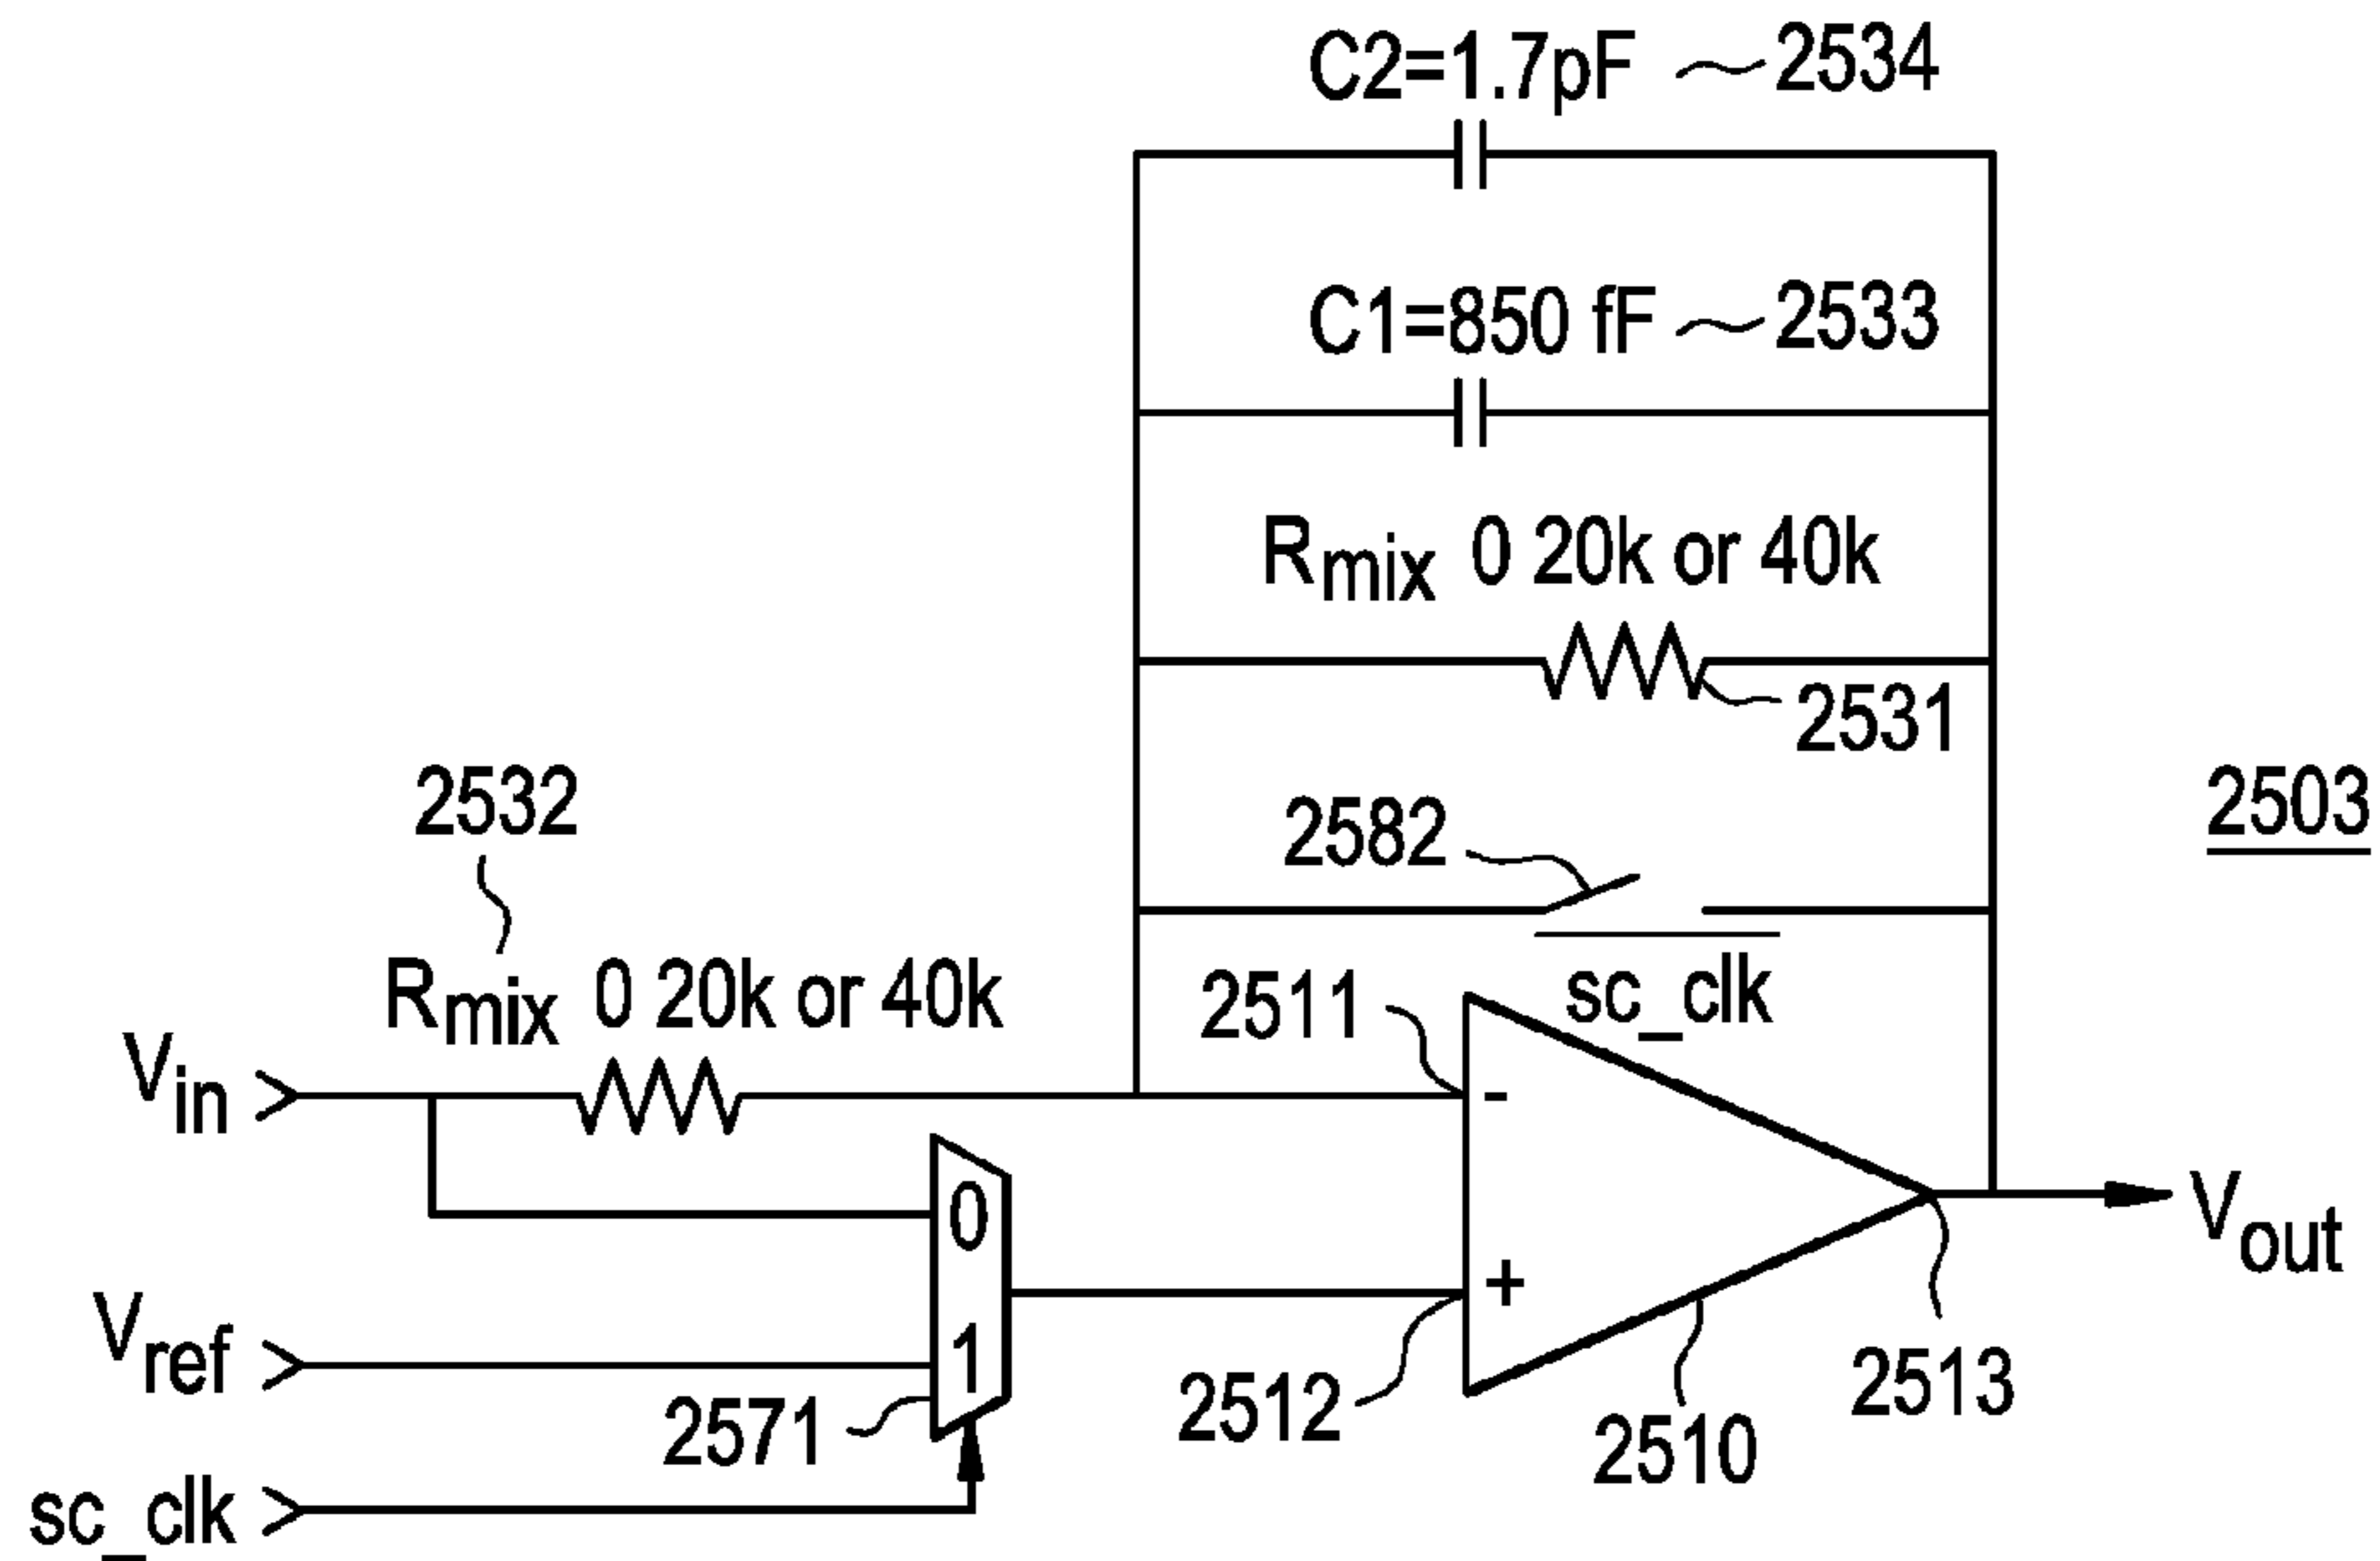 C2=1.7pF 2534
C1=850 fF 2533
Rmix 0 20k or 40k
2531
2532
2582
2503
Rmix 0 20k or 40k
2511
sc_clk
Vin
-
0
Vout
+
Vref
1
2571
2512
2510
2513
sc_clk